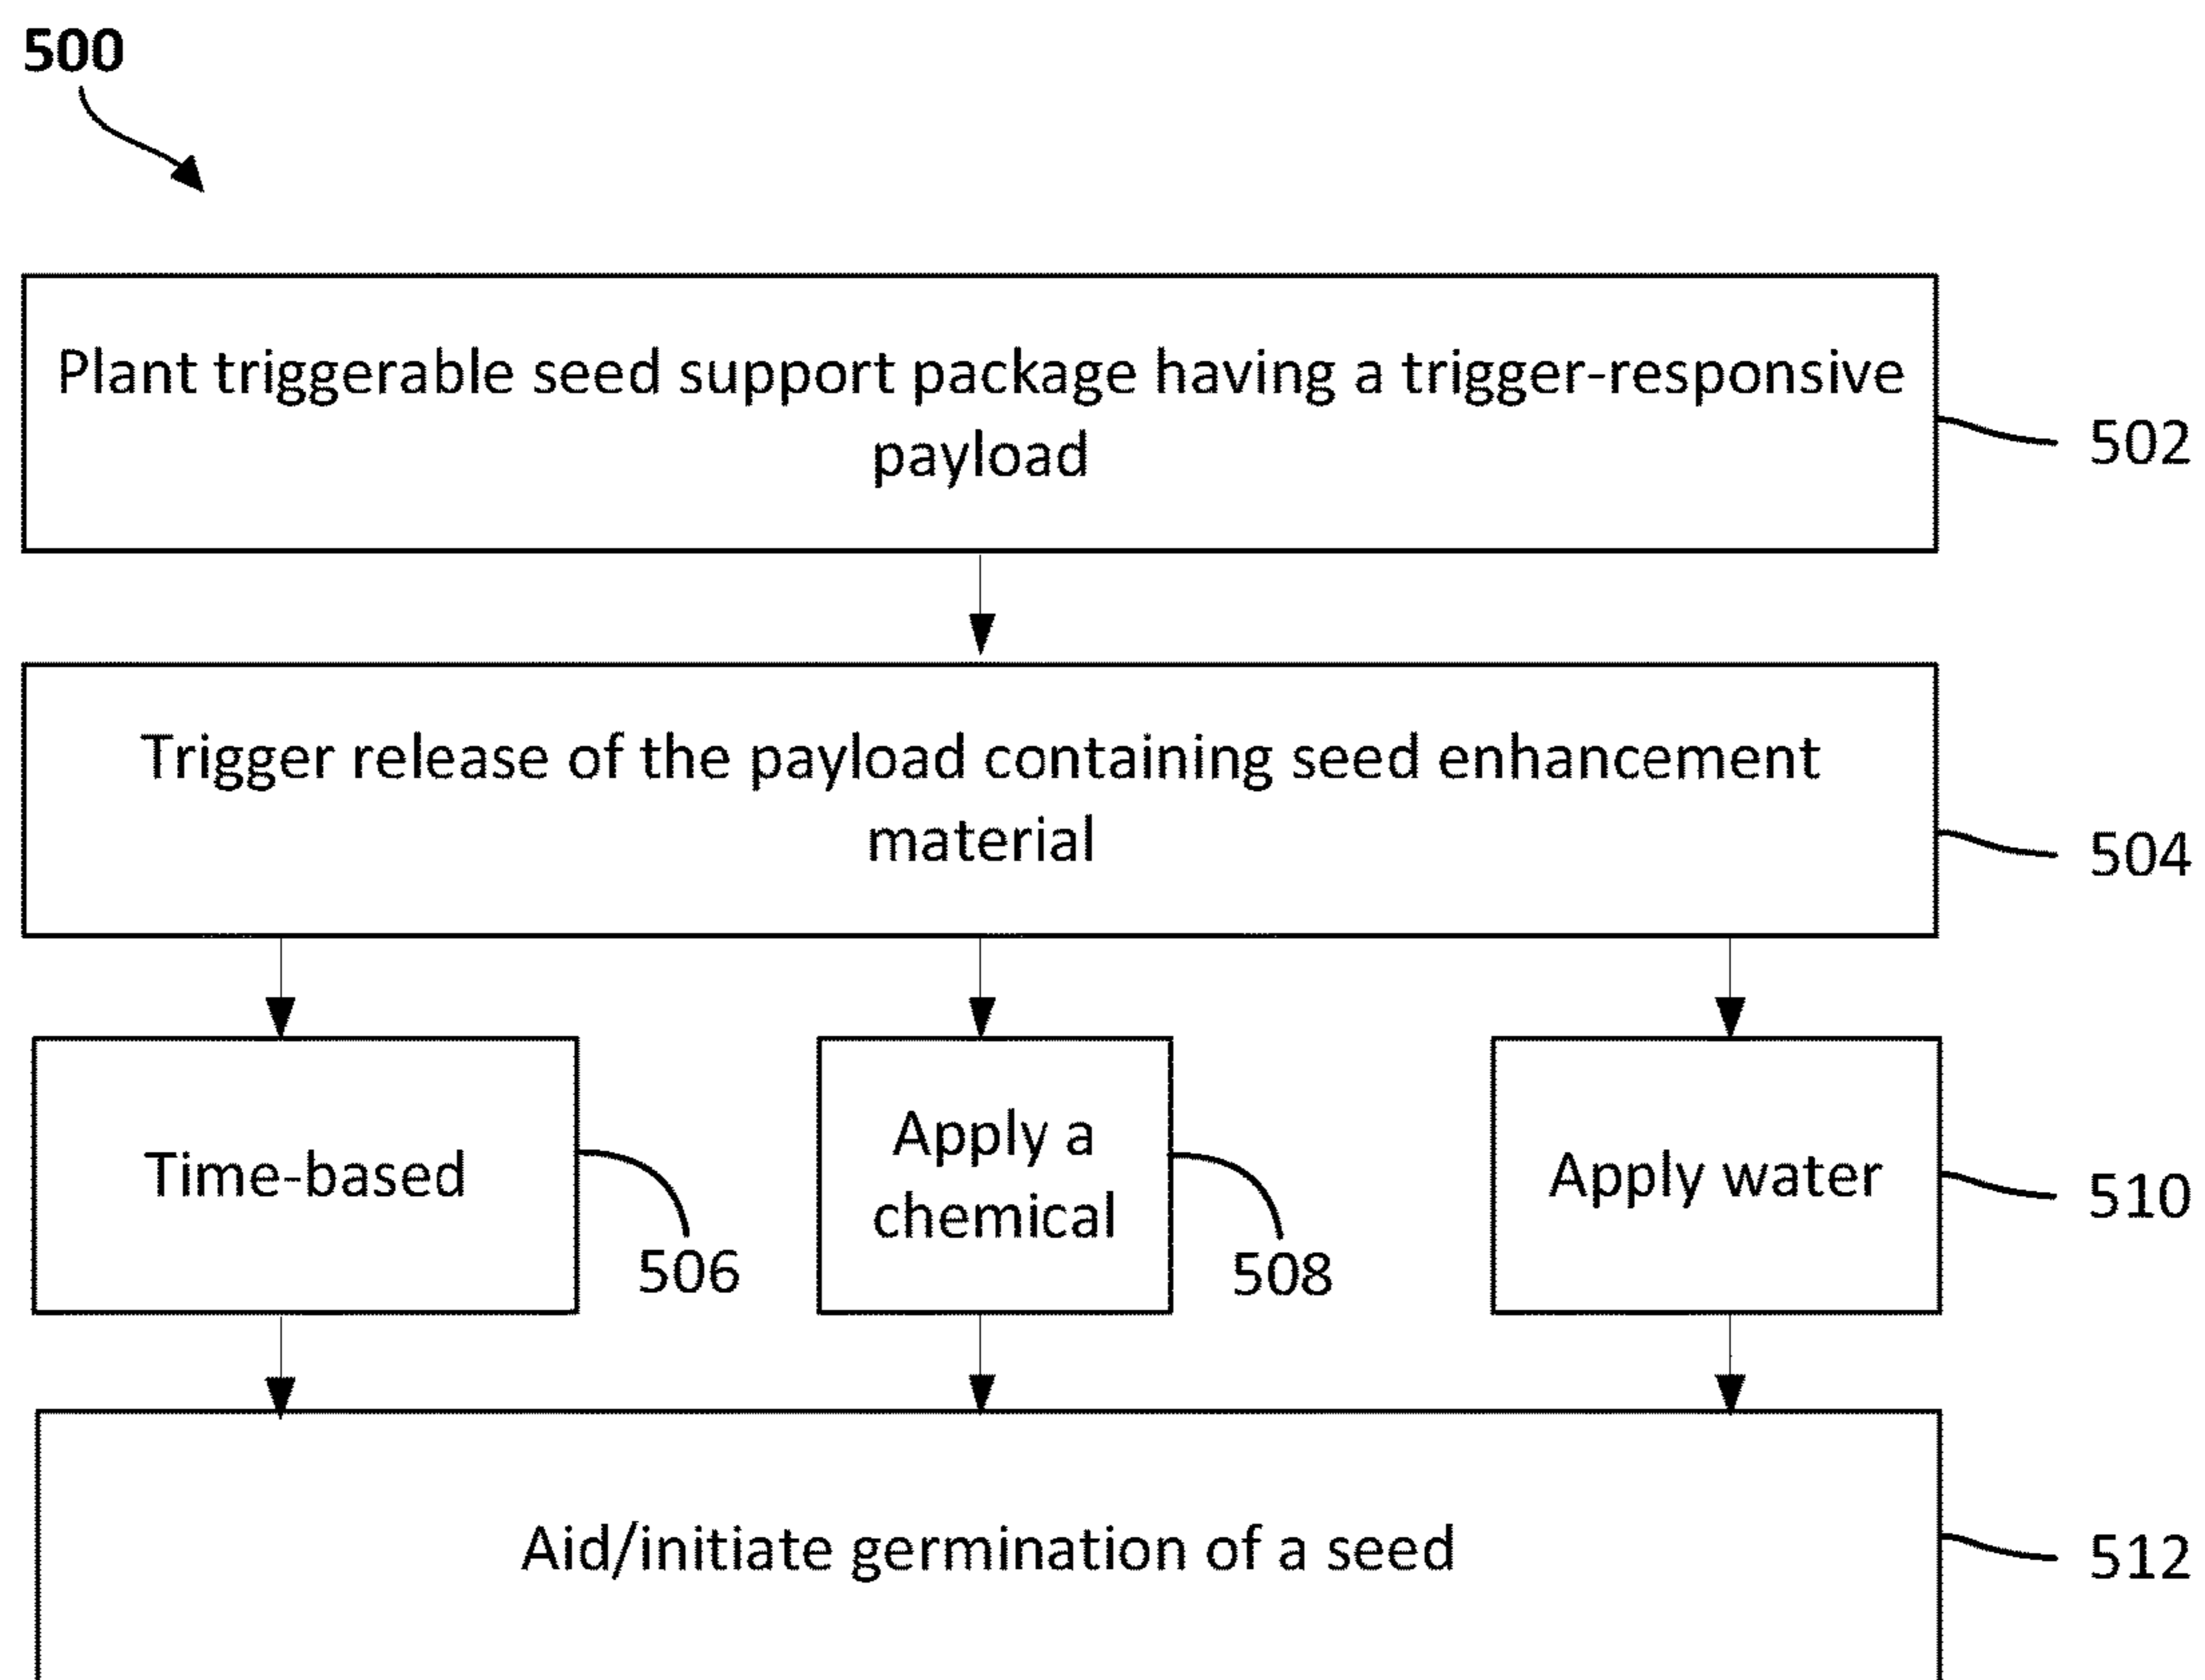 500
Plant triggerable seed support package having a trigger-responsive
payload
502
Trigger release of the payload containing seed enhancement
material
504
Time-based
506
Apply a
chemical
508
Apply water
510
Aid/initiate germination of a seed
512